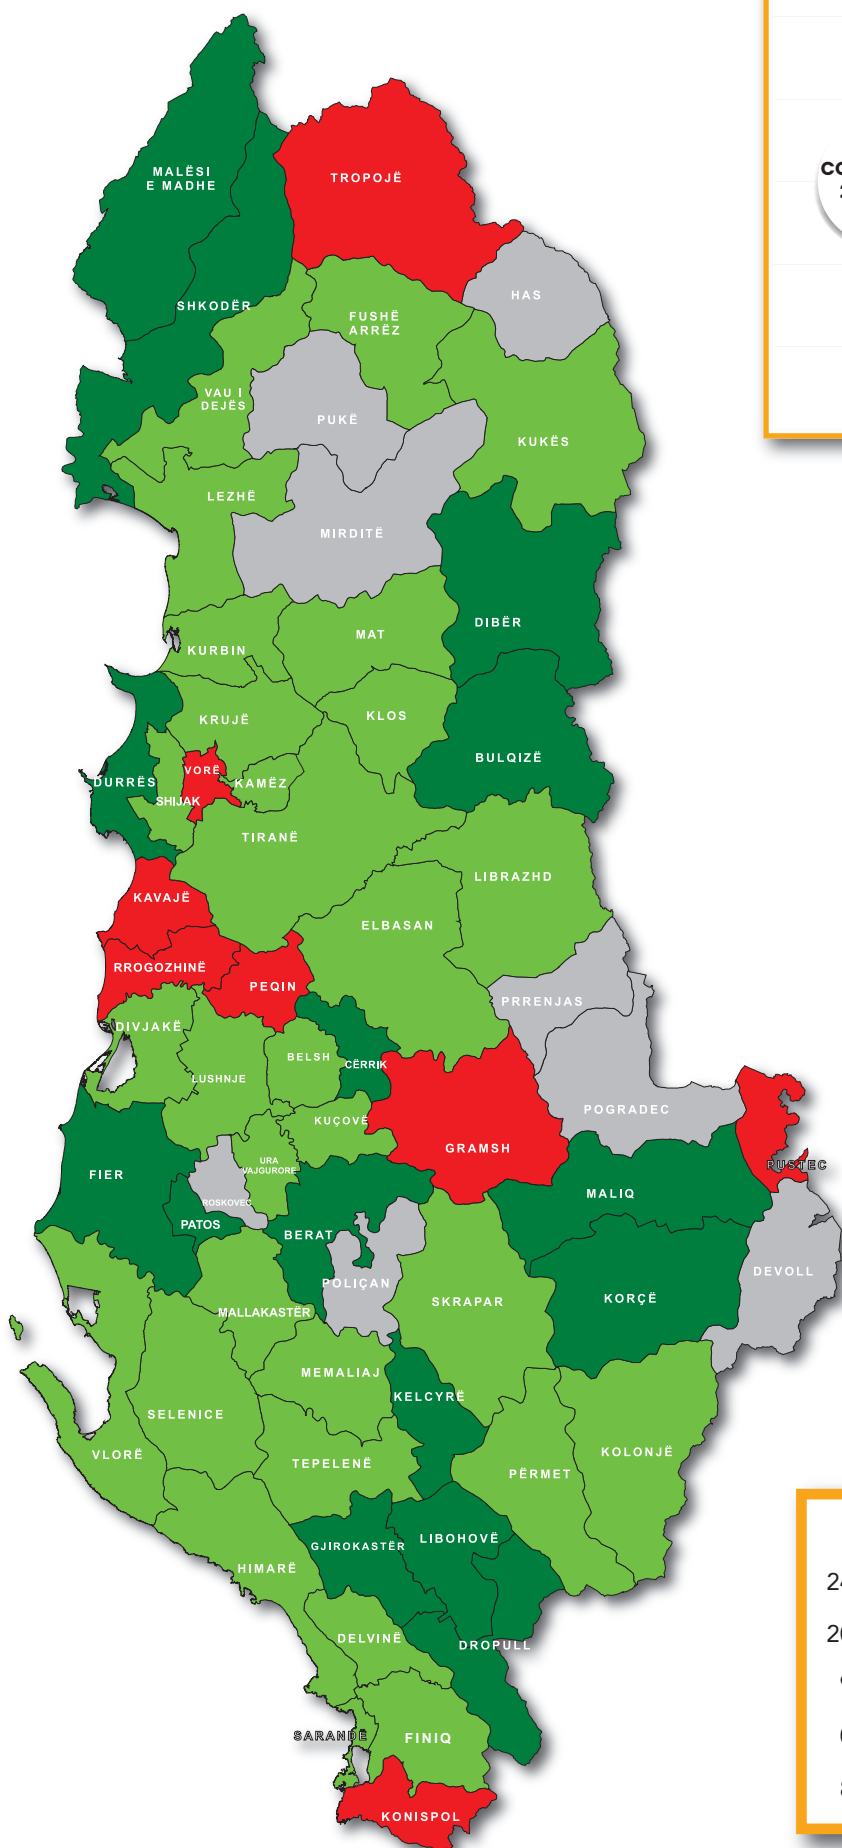 MALËSI
E MADHE
TROPOJË
HAS
SHKODËR
FUSHË
ARRËZ
VAU I
DEJËS
PUKË
KUKËS
LEZHË
MIRDITË
DIBËR
MAT
KURBIN
KRUJË
KLOS
BULQIZË
VORË
DURRËS
KAMËZ
SHIJAK
TIRANË
LIBRAZHD
KAVAJË
ELBASAN
RROGOZHINË
PEQIN
PRRENJAS
DIVJAKË
BELSH
CËRRIK
LUSHNJE
POGRADEC
KUÇOVË
GRAMSH
URA
VAJGURORE
PUSTEC
FIER
MALIQ
ROSKOVEC
PATOS
BERAT
DEVOLL
POLIÇAN
KORÇË
SKRAPAR
MALLAKASTËR
MEMALIAJ
KELCYRË
SELENICE
KOLONJË
VLORË
TEPELENË
PËRMET
LIBOHOVË
GJIROKASTËR
HIMARË
DELVINË
DROPULL
SARANDË
FINIQ
KONISPOL